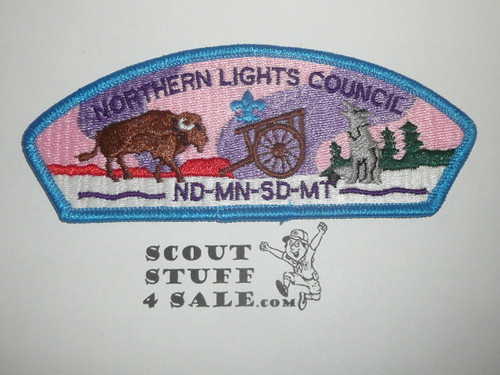 NORTHERN LIGHTS COUNCIL
ND-MN-SD-MT
SCOUT
STUFF
4 SALE.com